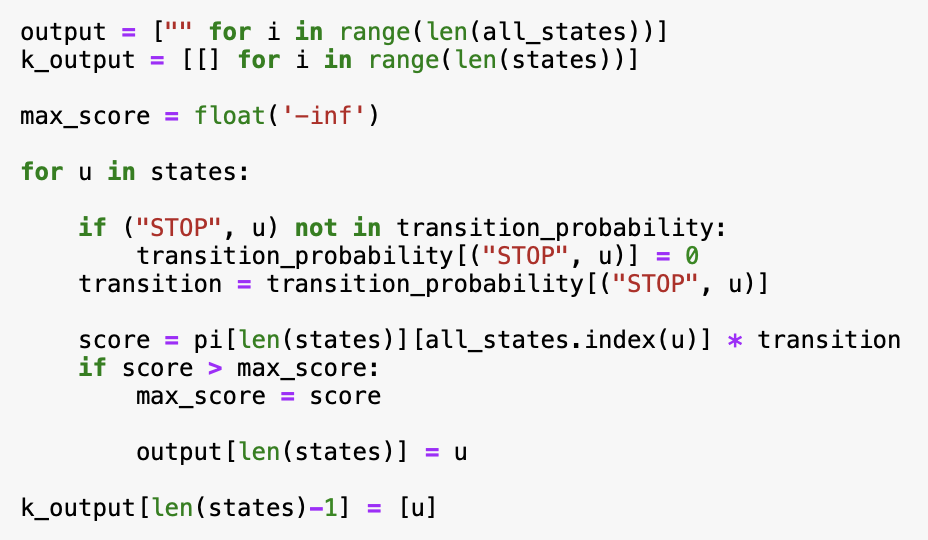 output = ["" for i in range(len(all_states))]
k_output = [[] for i in range(len(states))]
max_score = float('-inf')
for u in states:
if ("STOP", u) not in transition_probability:
transition_probability[("STOP", u)] = 0
transition = transition_probability[("STOP", u)]
score = pi[len(states)][all_states.index(u)] * transition
if score > max_score:
max_score = score
output[len(states)] = u
k_output[len(states)-1] = [u]